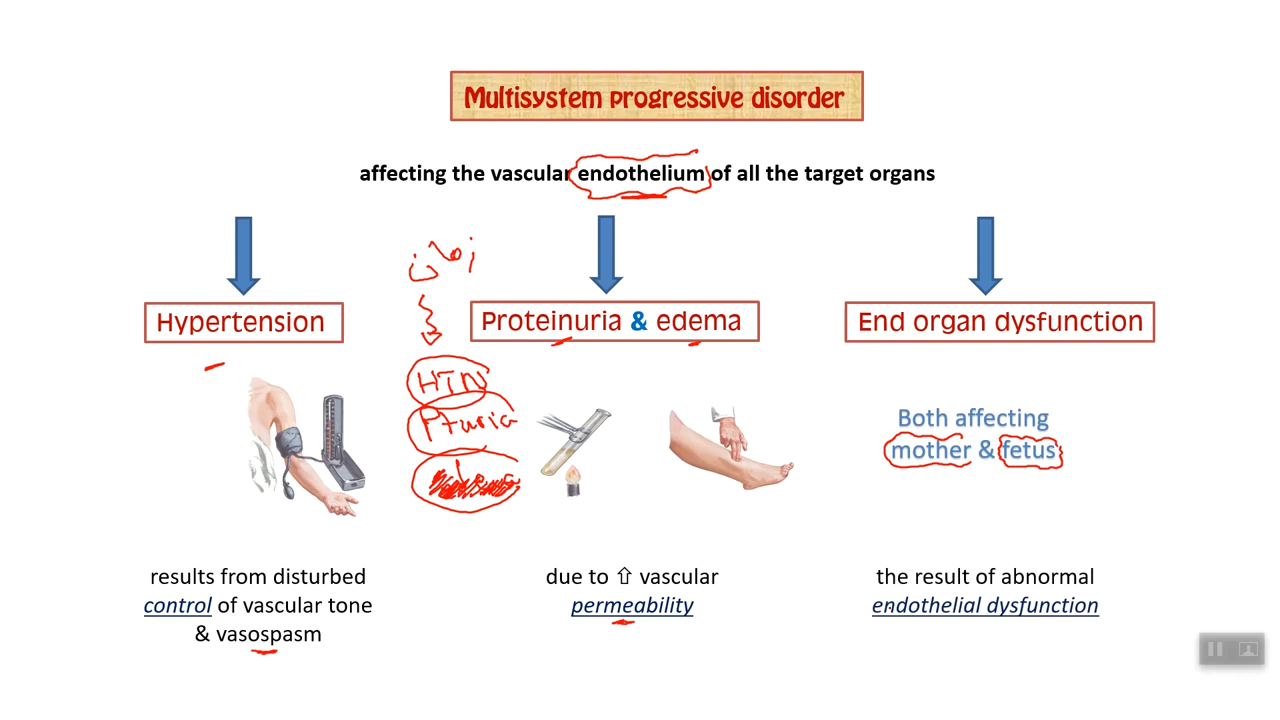 Multisystem progressive disorder
affecting the vascular endothelium of all the target organs
زمان
Hypertension
Proteinuria & edema
End organ dysfunction
HTN
Pturia
Both affecting
mother & fetus
results from disturbed
control of vascular tone
& vasospasm
due to ⇧ vascular
permeability
the result of abnormal
endothelial dysfunction